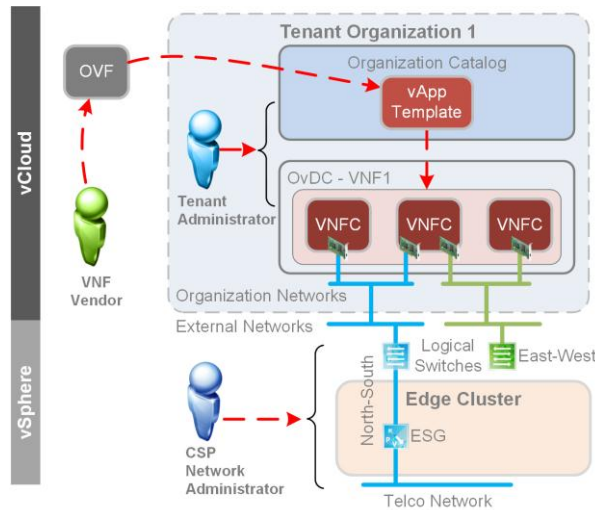 Tenant Organization 1
Organization Catalog
OVF
vApp
Template
vCloud
Tenant
Administrator
OvDC - VNF1
VNFC
VNFC
VNFC
VNF
Vendor
Organization Networks
External Networks
Logical
Switches
East-West
vSphere
North-South
Edge Cluster
ESG
CSP
Network
Administrator
Telco Network